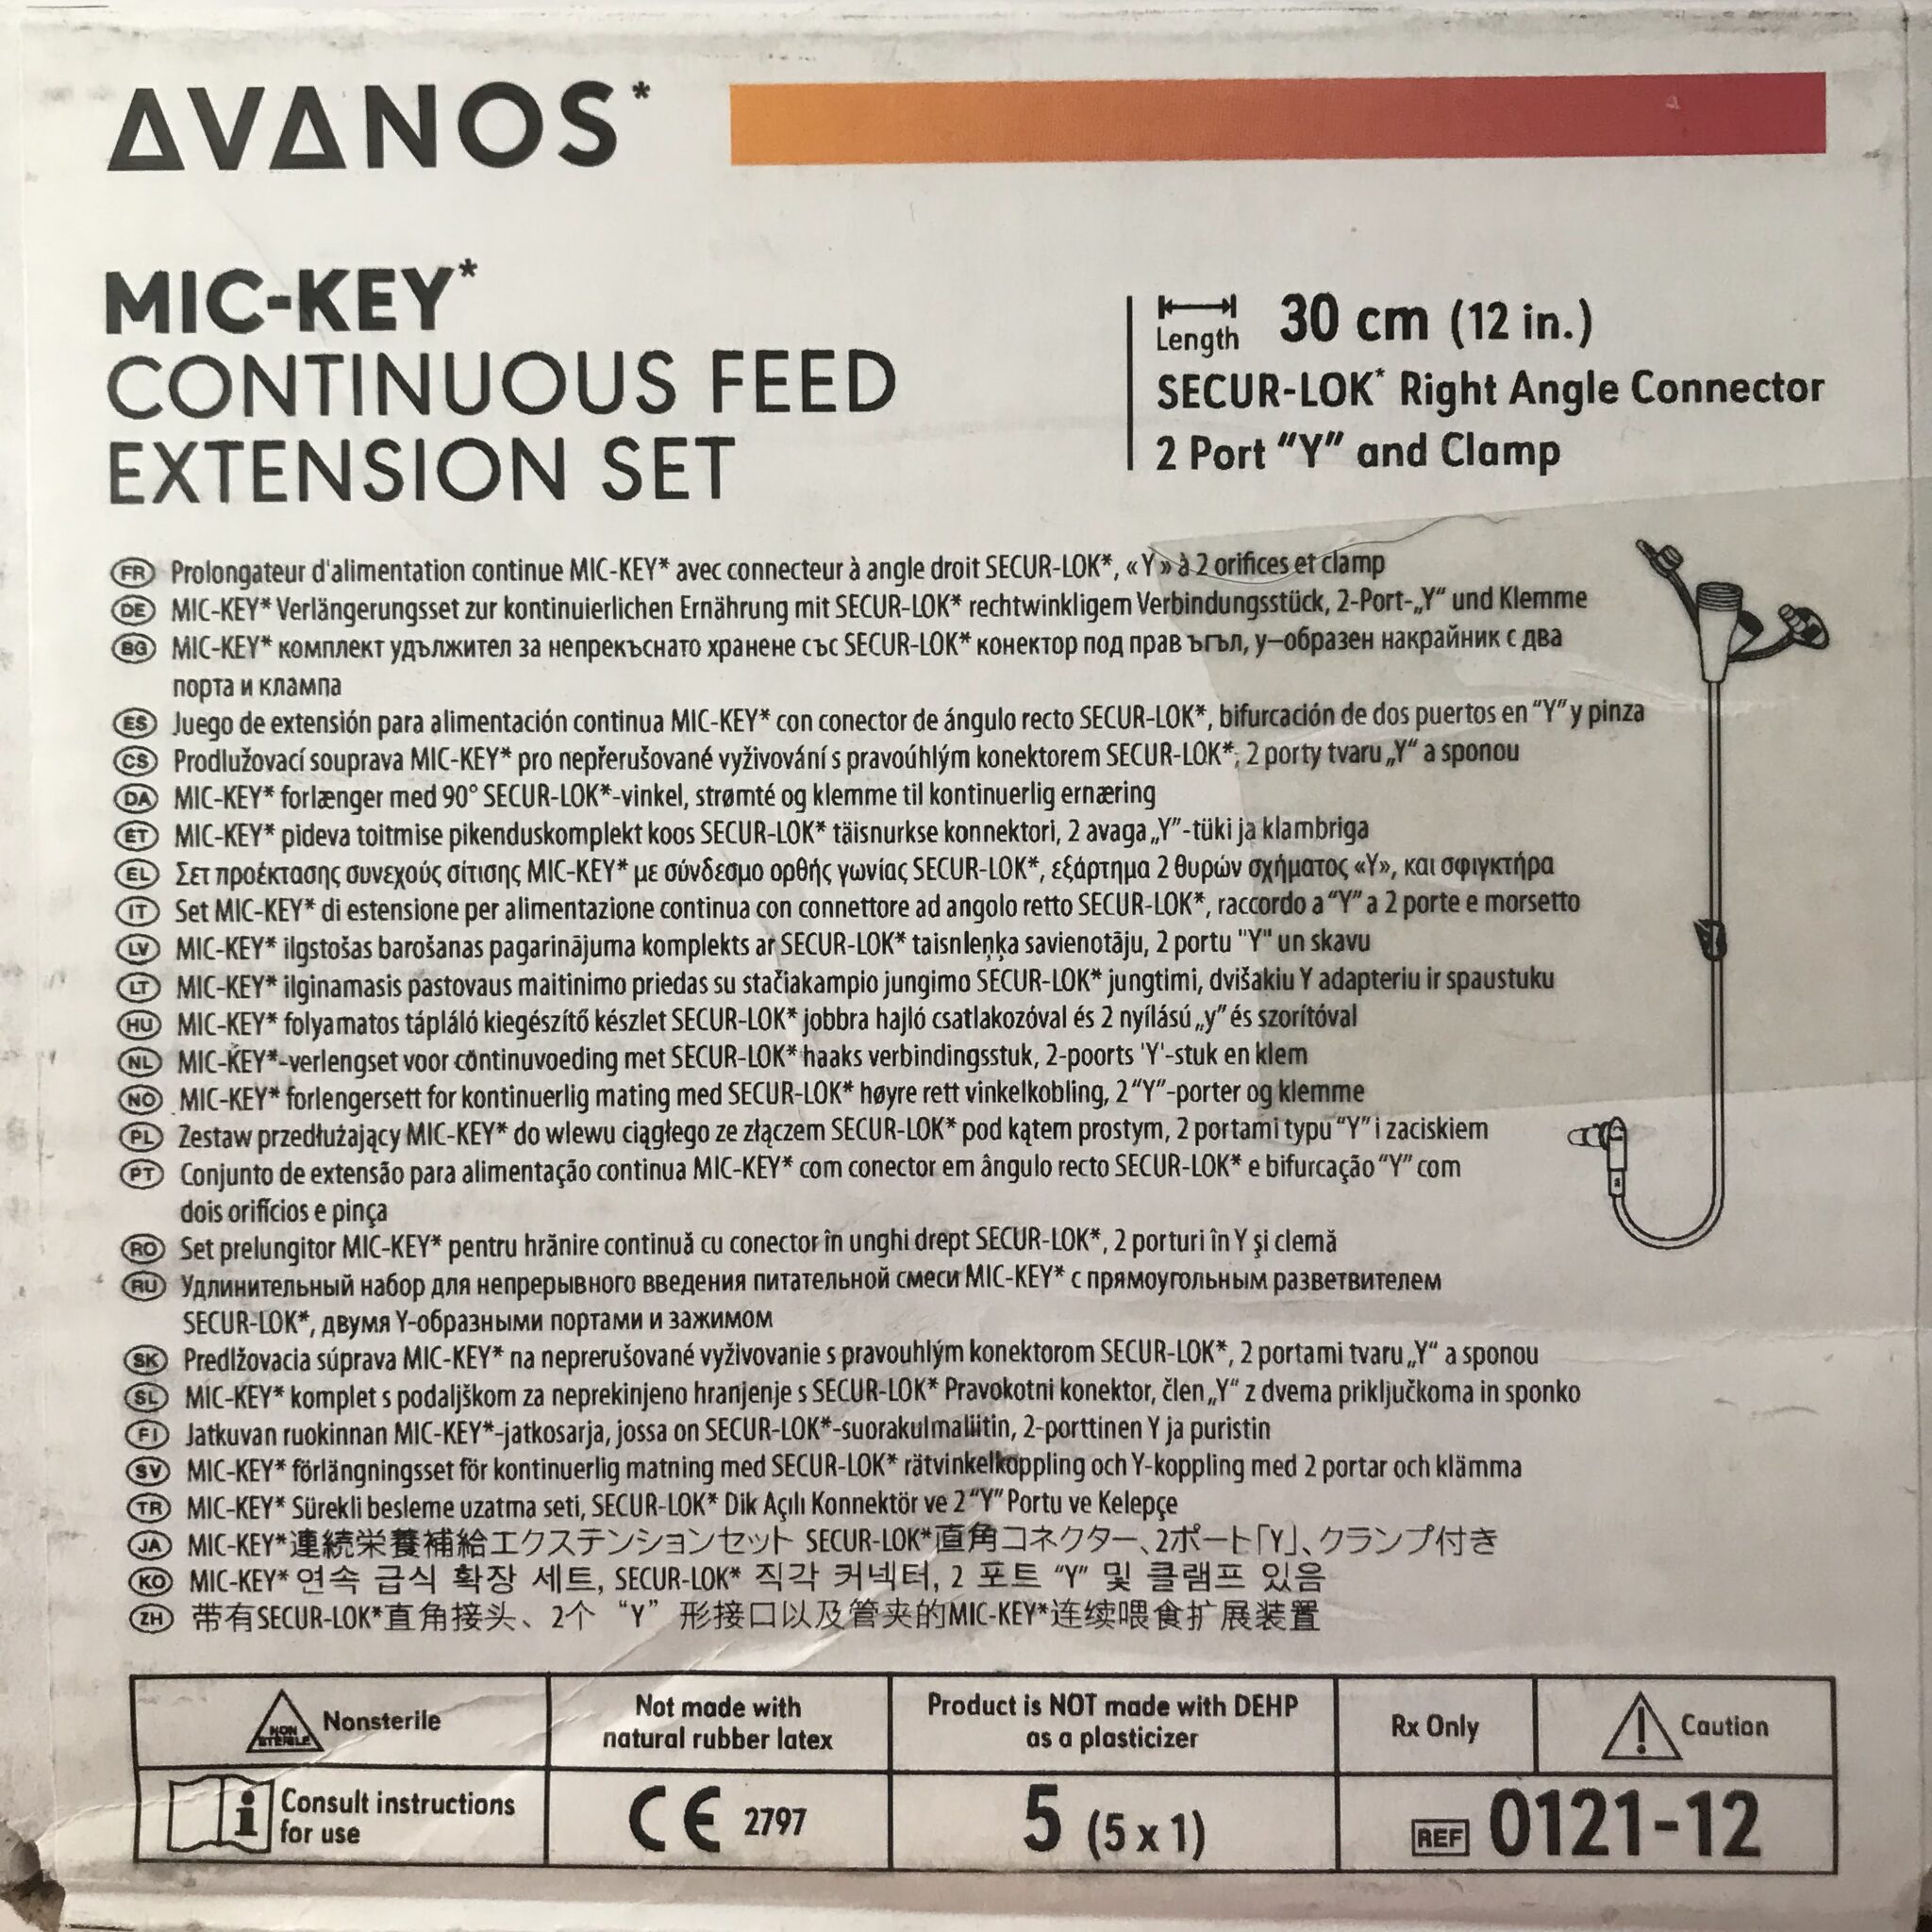 AVANOS*
MIC-KEY*
CONTINUOUS FEED
EXTENSION SET
Length 30 cm (12 in.)
SECUR-LOK* Right Angle Connector
2 Port “Y” and Clamp
FR Prolongateur d'alimentation continue MIC-KEY* avec connecteur à angle droit SECUR-LOK*, « Y » à 2 orifices et clamp
DE MIC-KEY* Verlängerungsset zur kontinuierlichen Ernährung mit SECUR-LOK* rechtwinkligem Verbindungsstück, 2-Port-„Y“ und Klemme
BG MIC-KEY* комплект удължител за непрекъснато хранене със SECUR-LOK* конектор под прав ъгъл, у–образен накрайник с два
порта и клампа
ES Juego de extensión para alimentación continua MIC-KEY* con conector de ángulo recto SECUR-LOK*, bifurcación de dos puertos en “Y” y pinza
CS Prodlužovací souprava MIC-KEY* pro nepřerušované vyživování s pravoúhlým konektorem SECUR-LOK*, 2 porty tvaru „Y“ a sponou
DA MIC-KEY* forlænger med 90° SECUR-LOK*-vinkel, strømté og klemme til kontinuerlig ernæring
ET MIC-KEY* pideva toitmise pikenduskomplekt koos SECUR-LOK* täisnurkse konnektori, 2 avaga „Y”-tüki ja klambriga
EL Σετ προέκτασης συνεχούς σίτισης MIC-KEY* με σύνδεσμο ορθής γωνίας SECUR-LOK*, εξάρτημα 2 θυρών σχήματος «Y», και σφιγκτήρα
IT Set MIC-KEY* di estensione per alimentazione continua con connettore ad angolo retto SECUR-LOK*, raccordo a “Y” a 2 porte e morsetto
LV MIC-KEY* ilgstošas barošanas pagarinājuma komplekts ar SECUR-LOK* taisnleņķa savienotāju, 2 portu "Y" un skavu
LT MIC-KEY* ilginamasis pastovaus maitinimo priedas su stačiakampio jungimo SECUR-LOK* jungtimi, dvišakiu Y adapteriu ir spaustuku
HU MIC-KEY* folyamatos tápláló kiegészítő készlet SECUR-LOK* jobbra hajló csatlakozóval és 2 nyílású „y” és szorítóval
NL MIC-KEY*-verlengset voor continuvoeding met SECUR-LOK* haaks verbindingsstuk, 2-poorts 'Y'-stuk en klem
NO MIC-KEY* forlengersett for kontinuerlig mating med SECUR-LOK* høyre rett vinkelkobling, 2 “Y”-porter og klemme
PL Zestaw przedłużający MIC-KEY* do wlewu ciągłego ze złączem SECUR-LOK* pod kątem prostym, 2 portami typu “Y” i zaciskiem
PT Conjunto de extensão para alimentação continua MIC-KEY* com conector em ângulo recto SECUR-LOK* e bifurcação “Y” com
dois orifícios e pinça
RO Set prelungitor MIC-KEY* pentru hrănire continuă cu conector în unghi drept SECUR-LOK*, 2 porturi în Y şi clemă
RU Удлинительный набор для непрерывного введения питательной смеси MIC-KEY* с прямоугольным разветвителем
SECUR-LOK*, двумя Y-образными портами и зажимом
SK Predlžovacia súprava MIC-KEY* na neprerušované vyživovanie s pravouhlým konektorom SECUR-LOK*, 2 portami tvaru „Y“ a sponou
SL MIC-KEY* komplet s podaljškom za neprekinjeno hranjenje s SECUR-LOK* Pravokotni konektor, člen „Y“ z dvema priključkoma in sponko
FI Jatkuvan ruokinnan MIC-KEY*-jatkosarja, jossa on SECUR-LOK*-suorakulmaliitin, 2-porttinen Y ja puristin
SV MIC-KEY* förlängningsset för kontinuerlig matning med SECUR-LOK* rätvinkelkoppling och Y-koppling med 2 portar och klämma
TR MIC-KEY* Sürekli besleme uzatma seti, SECUR-LOK* Dik Açılı Konnektör ve 2 “Y” Portu ve Kelepçe
JA MIC-KEY*連続栄養補給エクステンションセット SECUR-LOK*直角コネクター、2ポート「Y」、クランプ付き
KO MIC-KEY* 연속 급식 확장 세트, SECUR-LOK* 직각 커넥터, 2 포트 “Y” 및 클램프 있음
ZH 带有SECUR-LOK*直角接头、2个“Y”形接口以及管夹的MIC-KEY*连续喂食扩展装置
NON STERILE Nonsterile
Not made with
natural rubber latex
Product is NOT made with DEHP
as a plasticizer
Rx Only
Caution
Consult instructions
for use
CE 2797
5 (5 x 1)
REF 0121-12